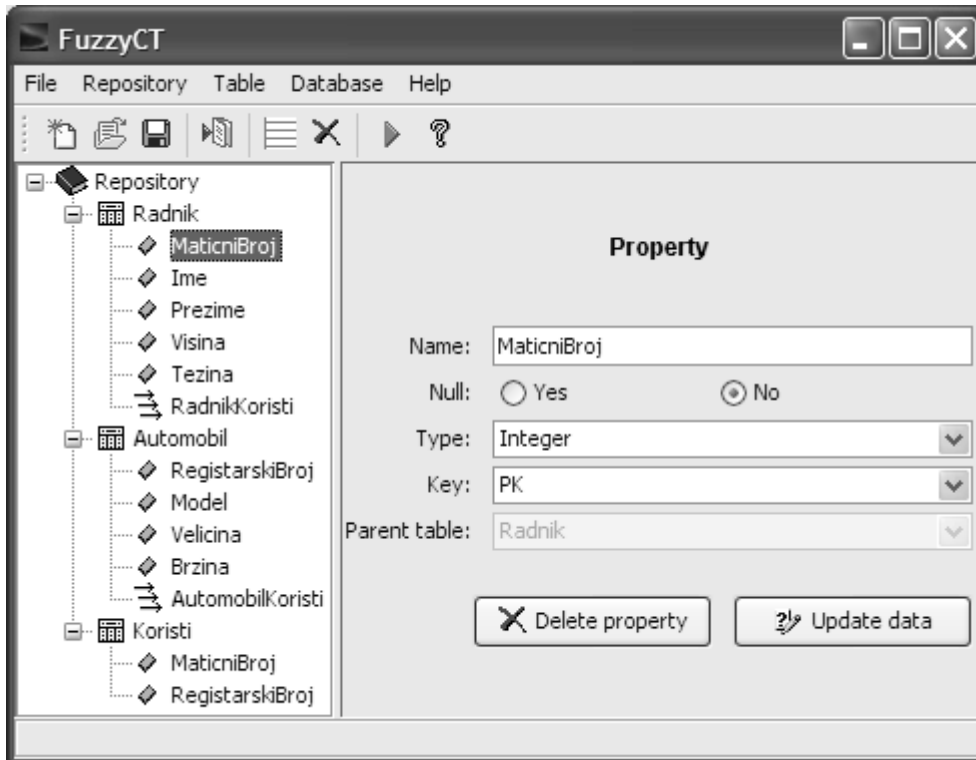 FuzzyCT
File Repository Table Database Help
Repository
Radnik
MaticniBroj
Ime
Prezime
Visina
Tezina
RadnikKoristi
Automobil
RegistarskiBroj
Model
Velicina
Brzina
AutomobilKoristi
Koristi
MaticniBroj
RegistarskiBroj
Property
Name: MaticniBroj
Null: Yes No
Type: Integer
Key: PK
Parent table: Radnik
Delete property Update data